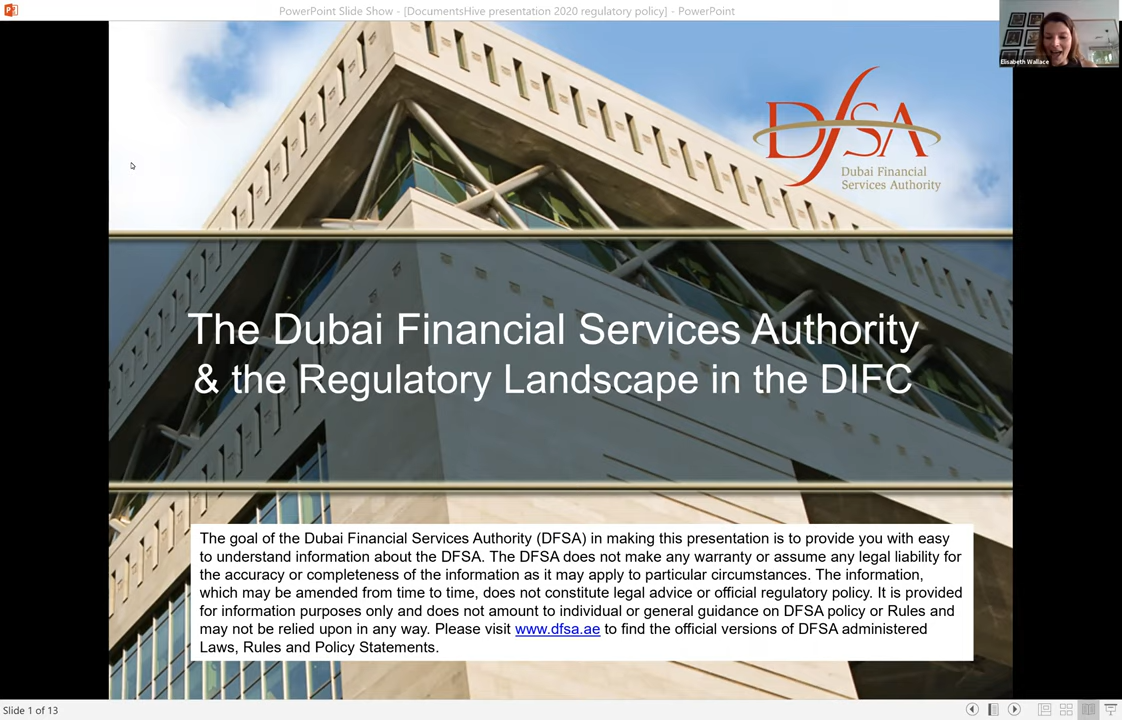 PowerPoint Slide Show - [DocumentsHive presentation 2020 regulatory policy] - PowerPoint
Elisabeth Wallace
DFSA
Dubai Financial
Services Authority
The Dubai Financial Services Authority
& the Regulatory Landscape in the DIFC
The goal of the Dubai Financial Services Authority (DFSA) in making this presentation is to provide you with easy
to understand information about the DFSA. The DFSA does not make any warranty or assume any legal liability for
the accuracy or completeness of the information as it may apply to particular circumstances. The information,
which may be amended from time to time, does not constitute legal advice or official regulatory policy. It is provided
for information purposes only and does not amount to individual or general guidance on DFSA policy or Rules and
may not be relied upon in any way. Please visit www.dfsa.ae to find the official versions of DFSA administered
Laws, Rules and Policy Statements.
Slide 1 of 13